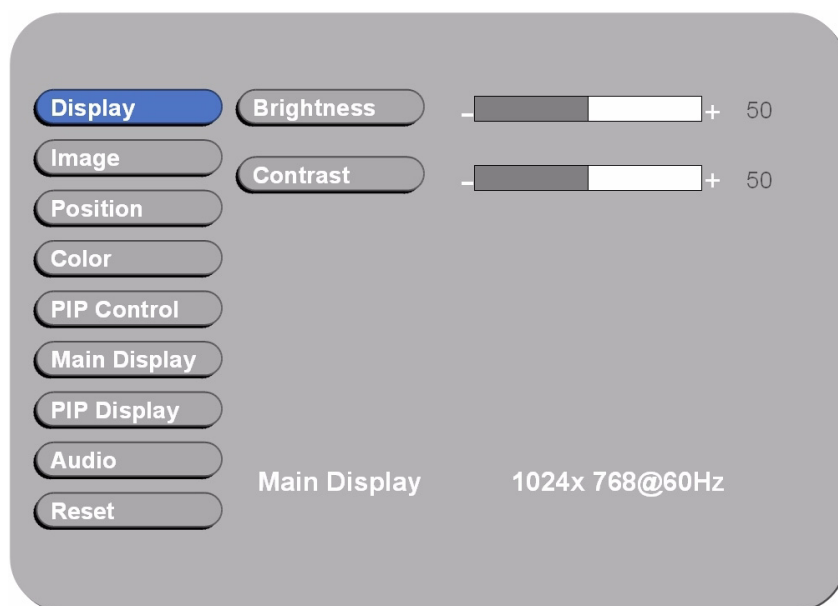 Display
Image
Position
Color
PIP Control
Main Display
PIP Display
Audio
Reset
Brightness - + 50
Contrast - + 50
Main Display 1024x 768@60Hz